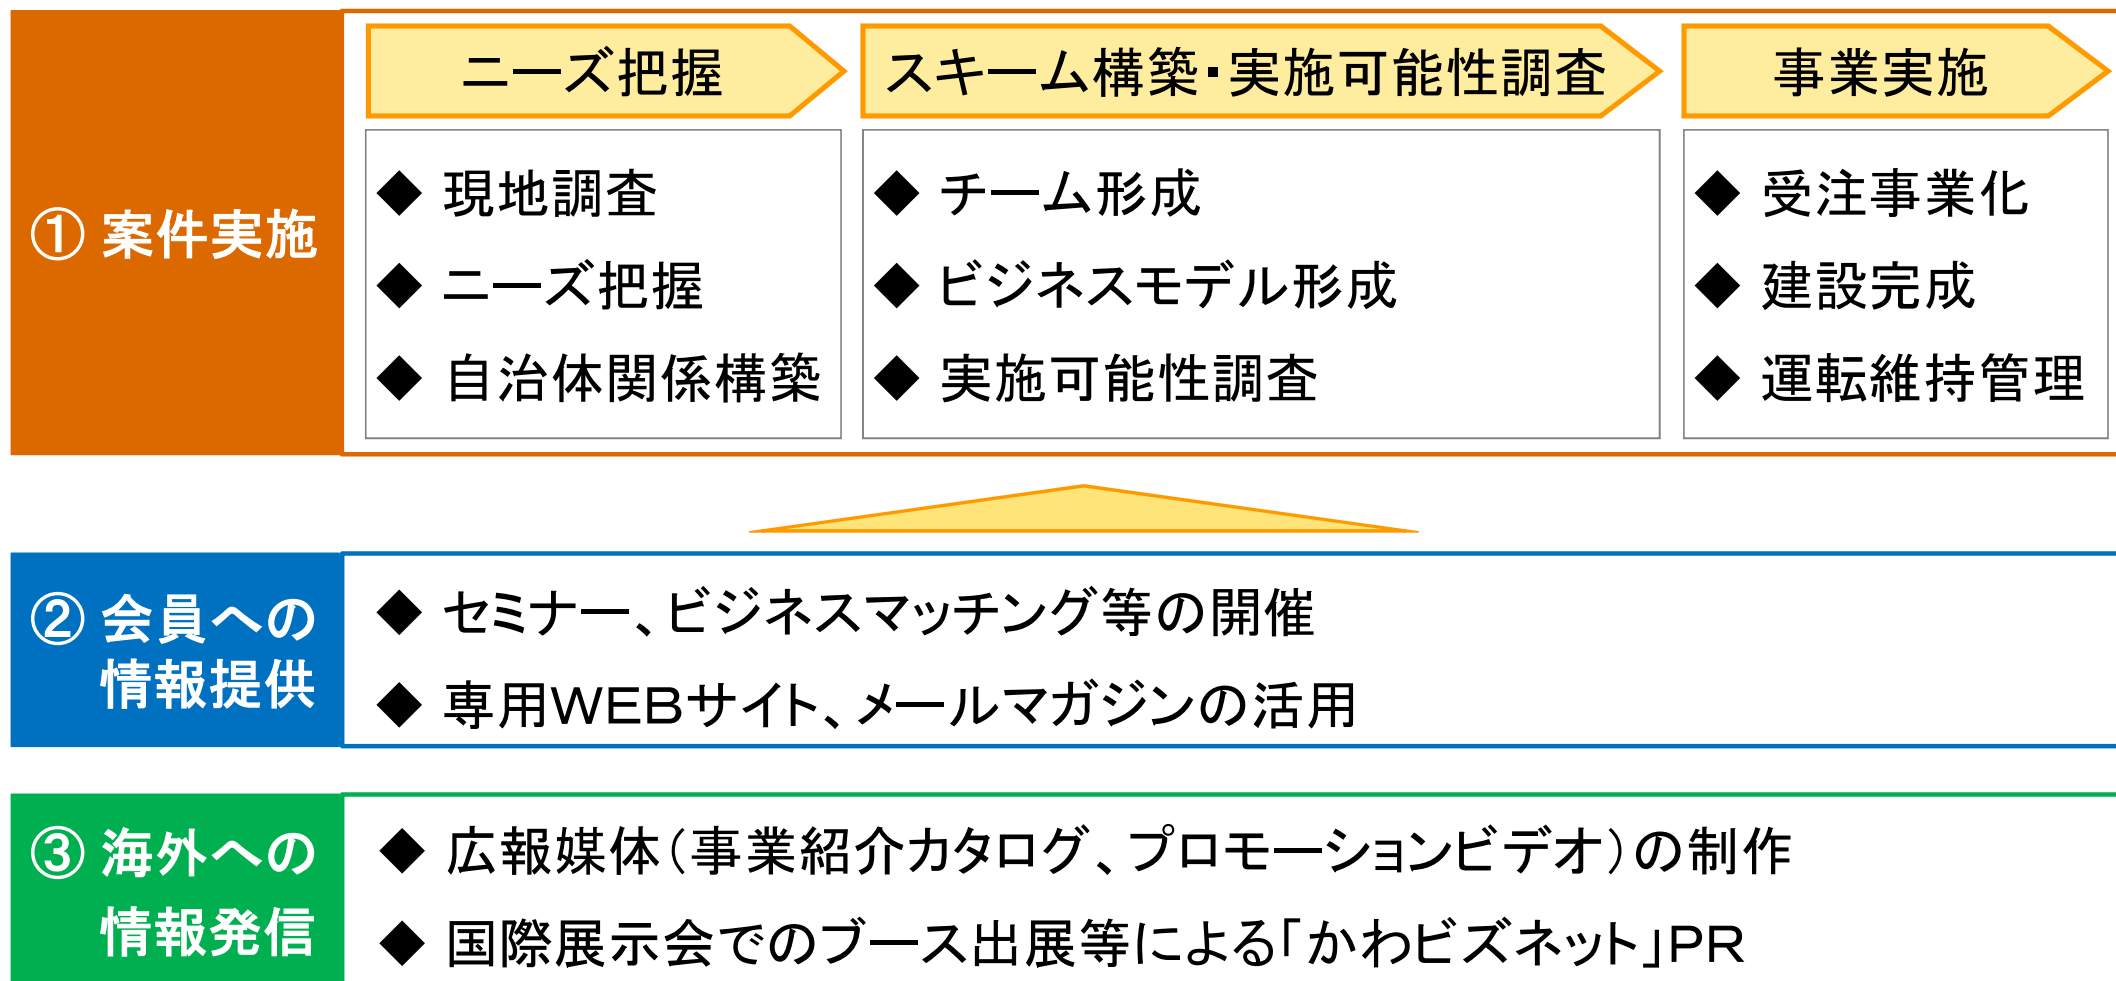 ① 案件実施
ニーズ把握
◆ 現地調査
◆ ニーズ把握
◆ 自治体関係構築
スキーム構築・実施可能性調査
◆ チーム形成
◆ ビジネスモデル形成
◆ 実施可能性調査
事業実施
◆ 受注事業化
◆ 建設完成
◆ 運転維持管理
② 会員への
情報提供
◆ セミナー、ビジネスマッチング等の開催
◆ 専用WEBサイト、メールマガジンの活用
③ 海外への
情報発信
◆ 広報媒体（事業紹介カタログ、プロモーションビデオ）の制作
◆ 国際展示会でのブース出展等による「かわビズネット」PR